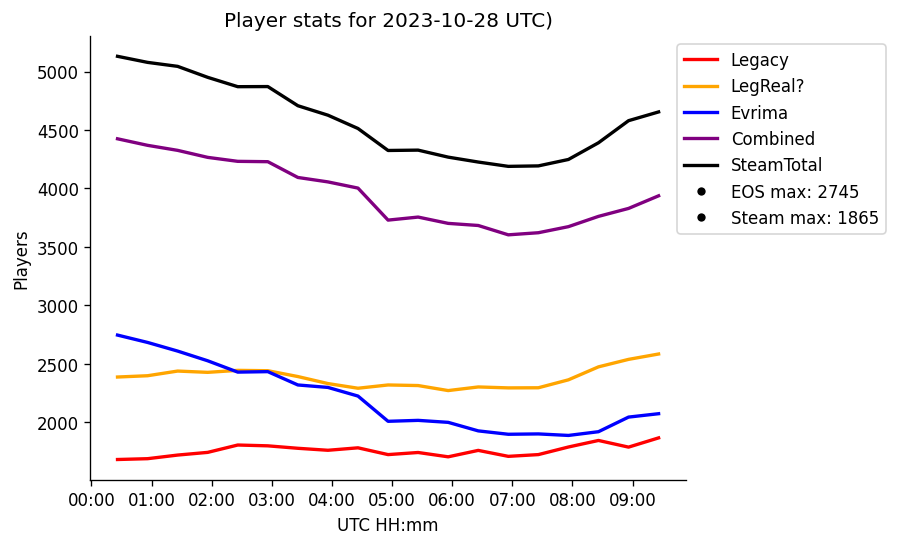 Player stats for 2023-10-28 UTC)
Legacy
LegReal?
Evrima
Combined
SteamTotal
EOS max: 2745
Steam max: 1865
Players
5000
4500
4000
3500
3000
2500
2000
00:00 01:00 02:00 03:00 04:00 05:00 06:00 07:00 08:00 09:00
UTC HH:mm